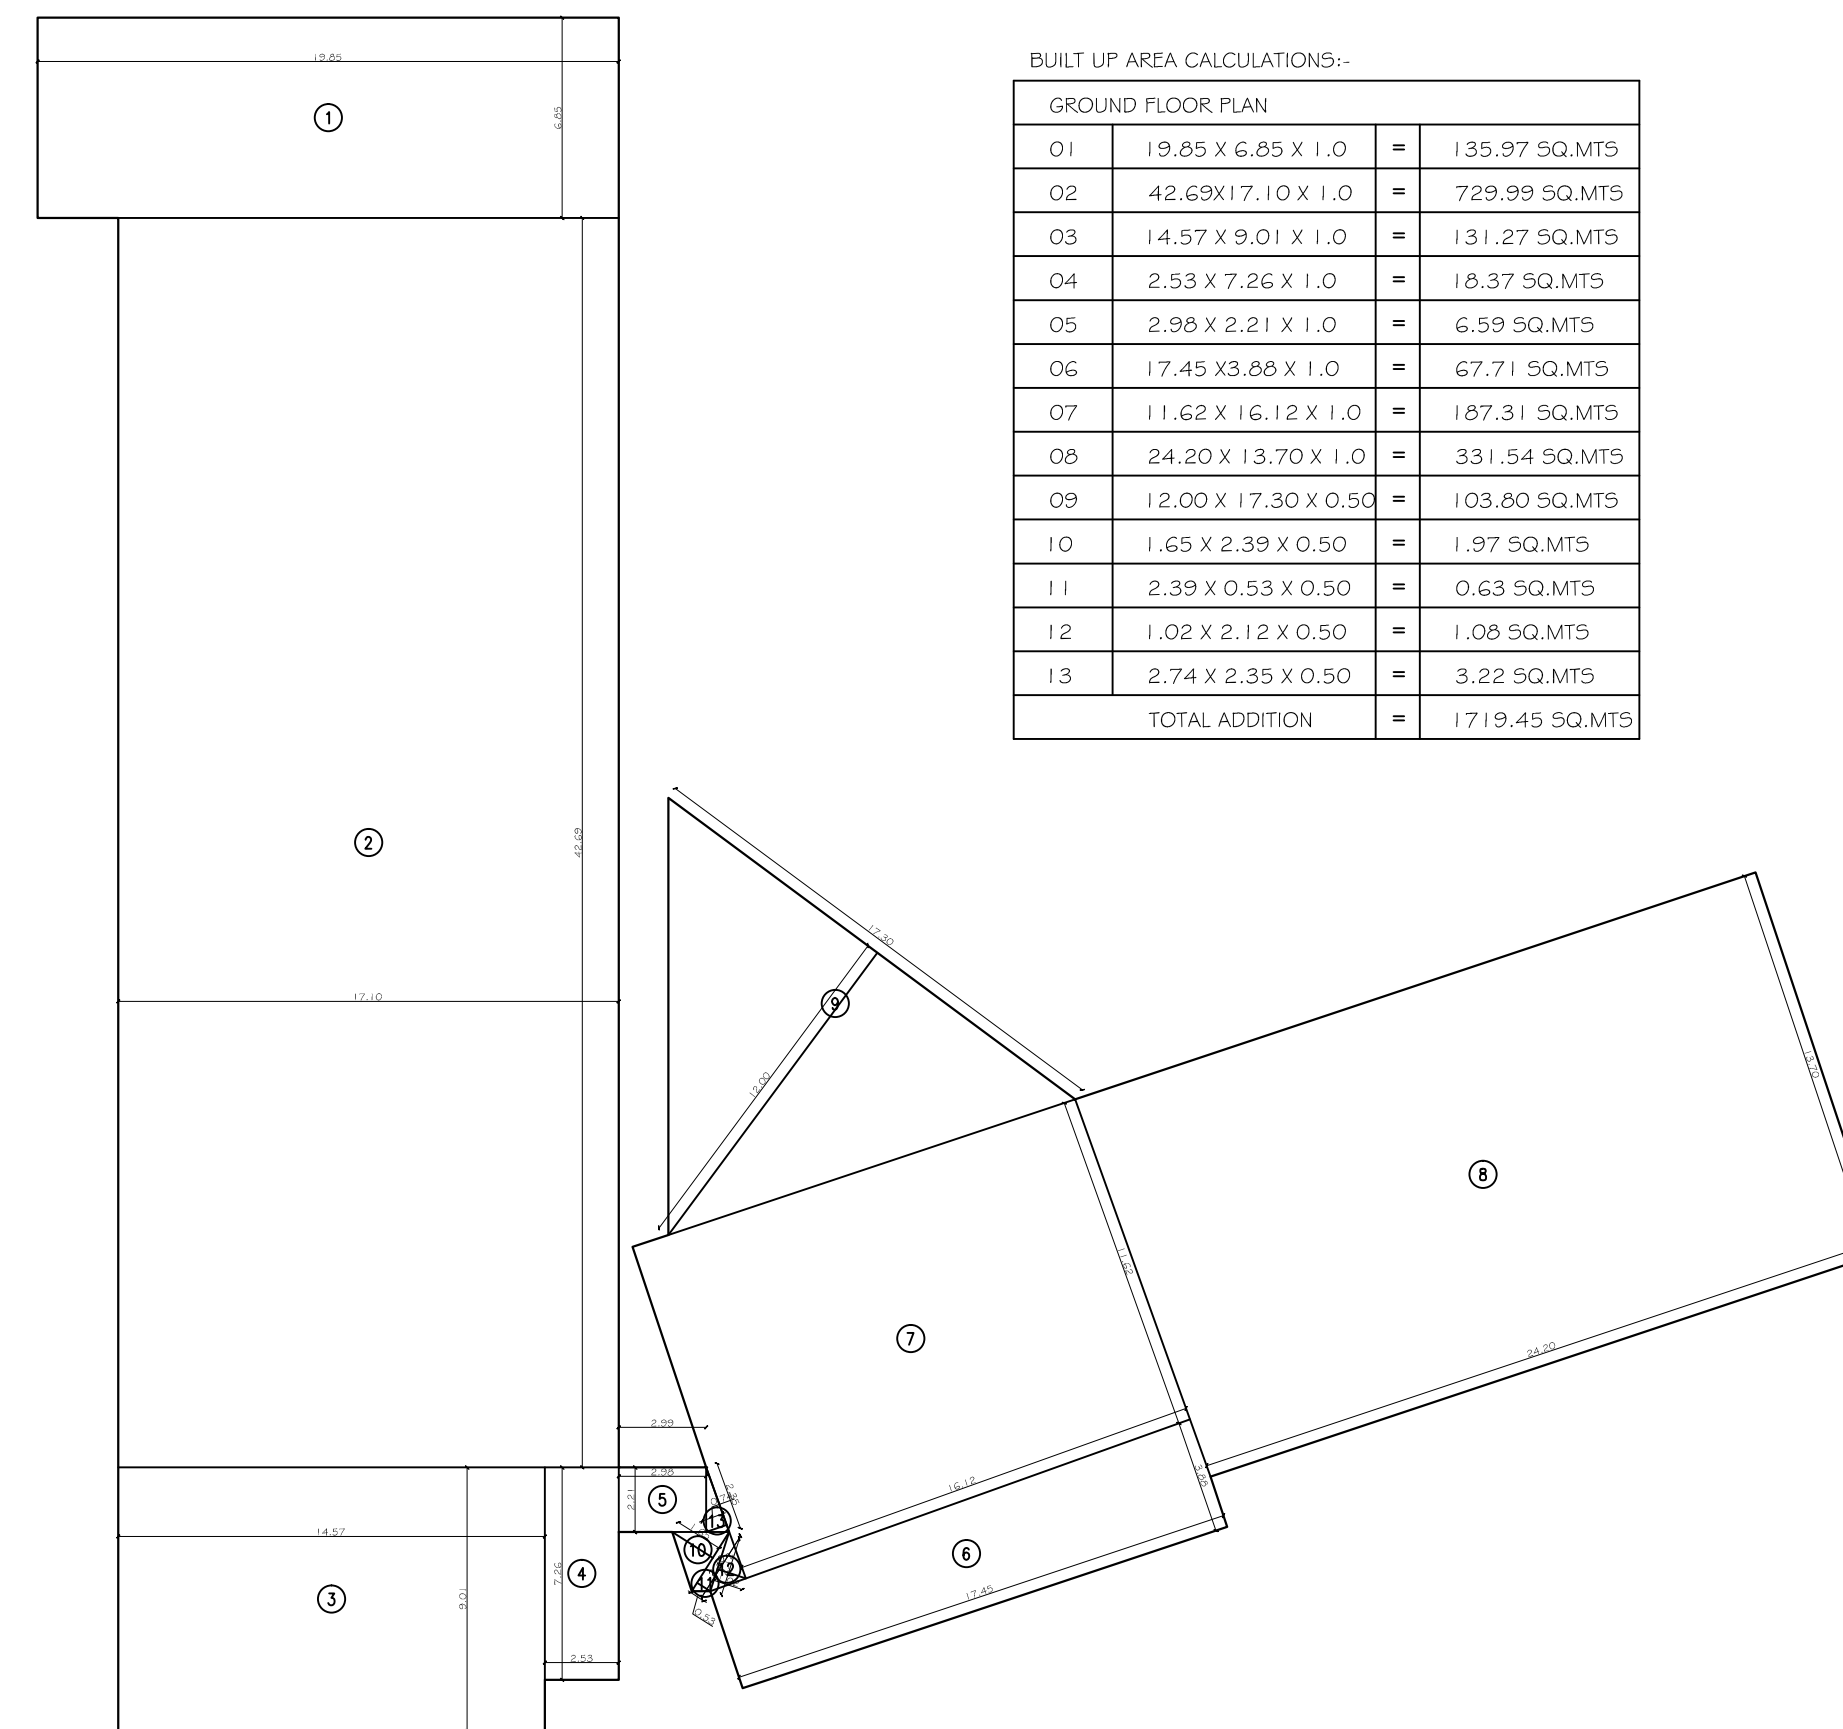 19.85
6.85
1
BUILT UP AREA CALCULATIONS:-
GROUND FLOOR PLAN
01 19.85 X 6.85 X 1.0 = 135.97 SQ.MTS
02 42.69X17.10 X 1.0 = 729.99 SQ.MTS
03 14.57 X 9.01 X 1.0 = 131.27 SQ.MTS
04 2.53 X 7.26 X 1.0 = 18.37 SQ.MTS
05 2.98 X 2.21 X 1.0 = 6.59 SQ.MTS
06 17.45 X3.88 X 1.0 = 67.71 SQ.MTS
07 11.62 X 16.12 X 1.0 = 187.31 SQ.MTS
08 24.20 X 13.70 X 1.0 = 331.54 SQ.MTS
09 12.00 X 17.30 X 0.50 = 103.80 SQ.MTS
10 1.65 X 2.39 X 0.50 = 1.97 SQ.MTS
11 2.39 X 0.53 X 0.50 = 0.63 SQ.MTS
12 1.02 X 2.12 X 0.50 = 1.08 SQ.MTS
13 2.74 X 2.35 X 0.50 = 3.22 SQ.MTS
TOTAL ADDITION = 1719.45 SQ.MTS
2
42.69
17.10
17.30
9
12.00
13.70
8
11.62
7
24.20
2.99
2.98
2.21
5
2.35
13
16.12
3.88
10
12
11
0.53
6
17.45
14.57
3
9.01
7.26
4
2.53